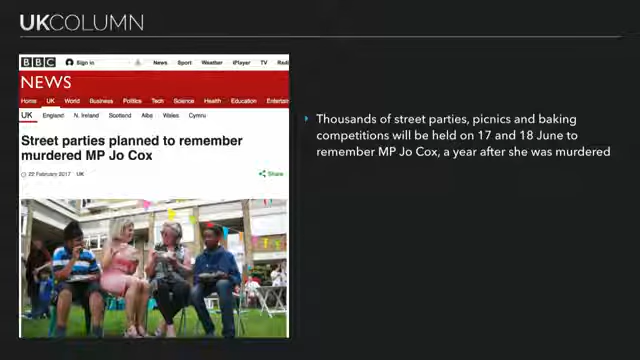 UKCOLUMN
BBC Sign in News Sport Weather iPlayer TV
NEWS
Home UK World Business Politics Tech Science Health Education
UK England N. Ireland Scotland Alba Wales Cymru
Street parties planned to remember
murdered MP Jo Cox
22 February 2017 UK Share
Thousands of street parties, picnics and baking
competitions will be held on 17 and 18 June to
remember MP Jo Cox, a year after she was murdered